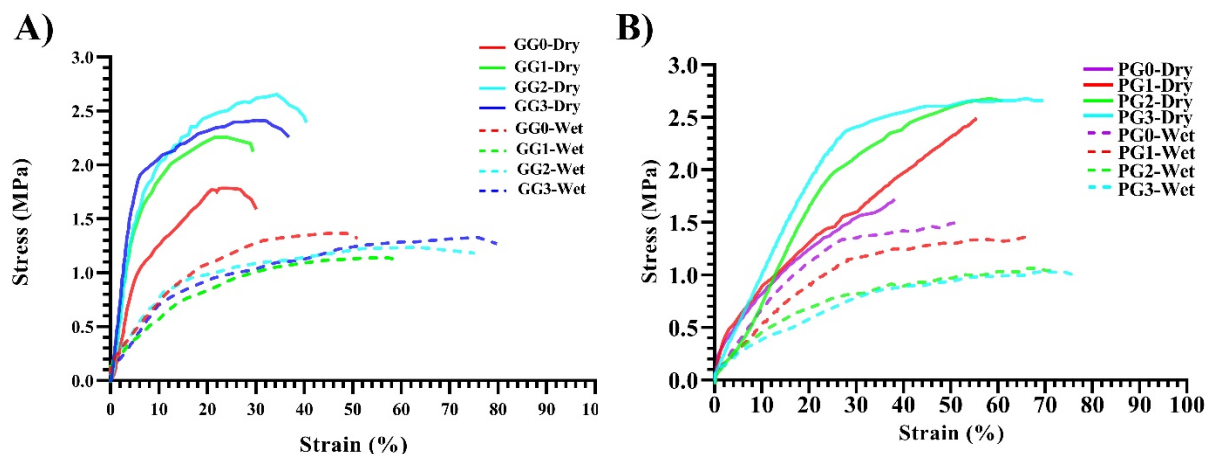 A)
GG0-Dry
GG1-Dry
GG2-Dry
GG3-Dry
GG0-Wet
GG1-Wet
GG2-Wet
GG3-Wet
3.0
2.5
2.0
1.5
1.0
0.5
0.0
Stress (MPa)
0 10 20 30 40 50 60 70 80 90 10
Strain (%)
B)
PG0-Dry
PG1-Dry
PG2-Dry
PG3-Dry
PG0-Wet
PG1-Wet
PG2-Wet
PG3-Wet
3.0
2.5
2.0
1.5
1.0
0.5
0.0
Stress (MPa)
0 10 20 30 40 50 60 70 80 90 100
Strain (%)